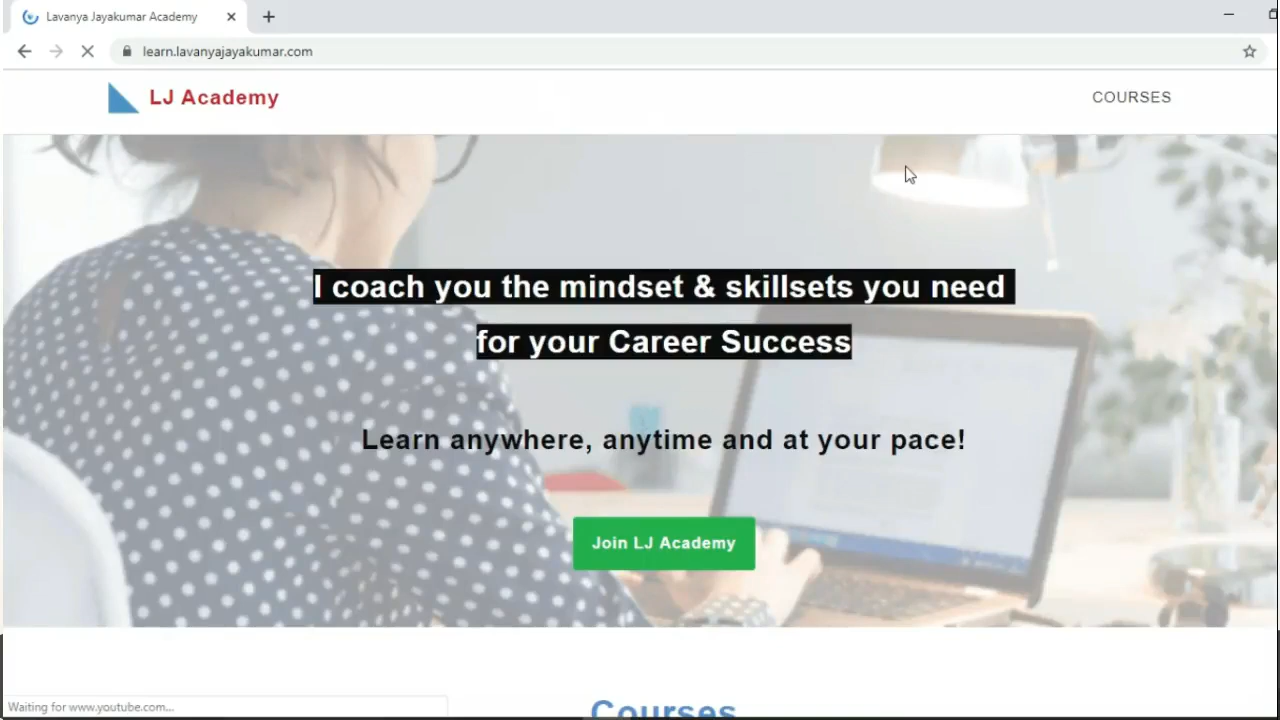 Lavanya Jayakumar Academy
learn.lavanyajayakumar.com
LJ Academy
COURSES
I coach you the mindset & skillsets you need
for your Career Success
Learn anywhere, anytime and at your pace!
Join LJ Academy
Courses
Waiting for www.youtube.com...